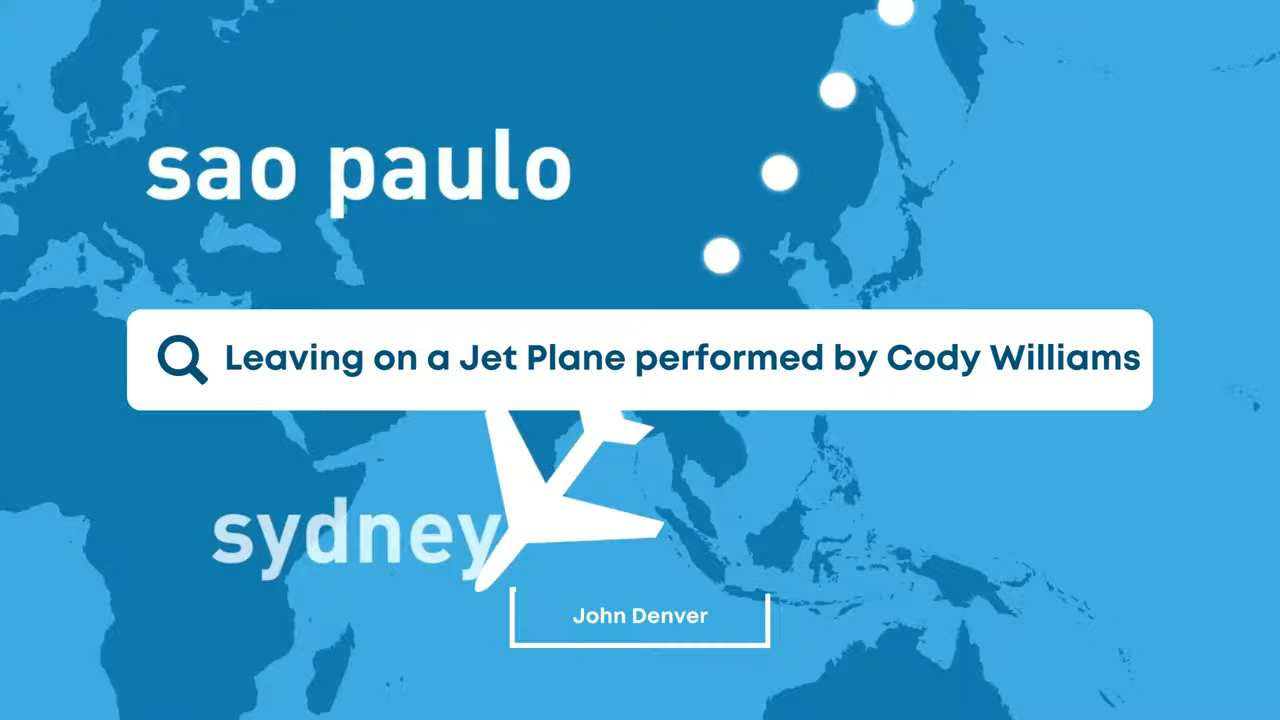 sao paulo
Leaving on a Jet Plane performed by Cody Williams
sydney
John Denver